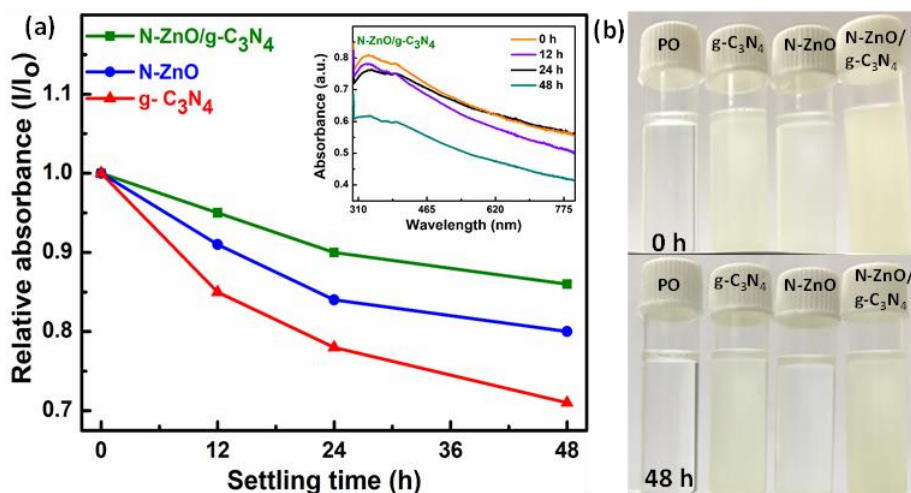 (a)
N-ZnO/g-C₃N₄
N-ZnO
g- C₃N₄
Relative absorbance (I/I₀)
1.1
1.0
0.9
0.8
0.7
0
12
24
36
48
Settling time (h)
N-ZnO/g-C₃N₄
0 h
12 h
24 h
48 h
Absorbance (a.u.)
0.8
0.7
0.6
0.5
0.4
310
465
620
775
Wavelength (nm)
(b)
PO
g-C₃N₄
N-ZnO
N-ZnO/
g-C₃N₄
0 h
PO
g-C₃N₄
N-ZnO
N-ZnO/
g-C₃N₄
48 h